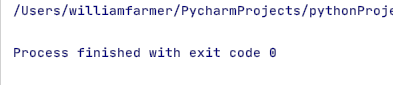 /Users/williamfarmer/PycharmProjects/pythonProje
Process finished with exit code 0